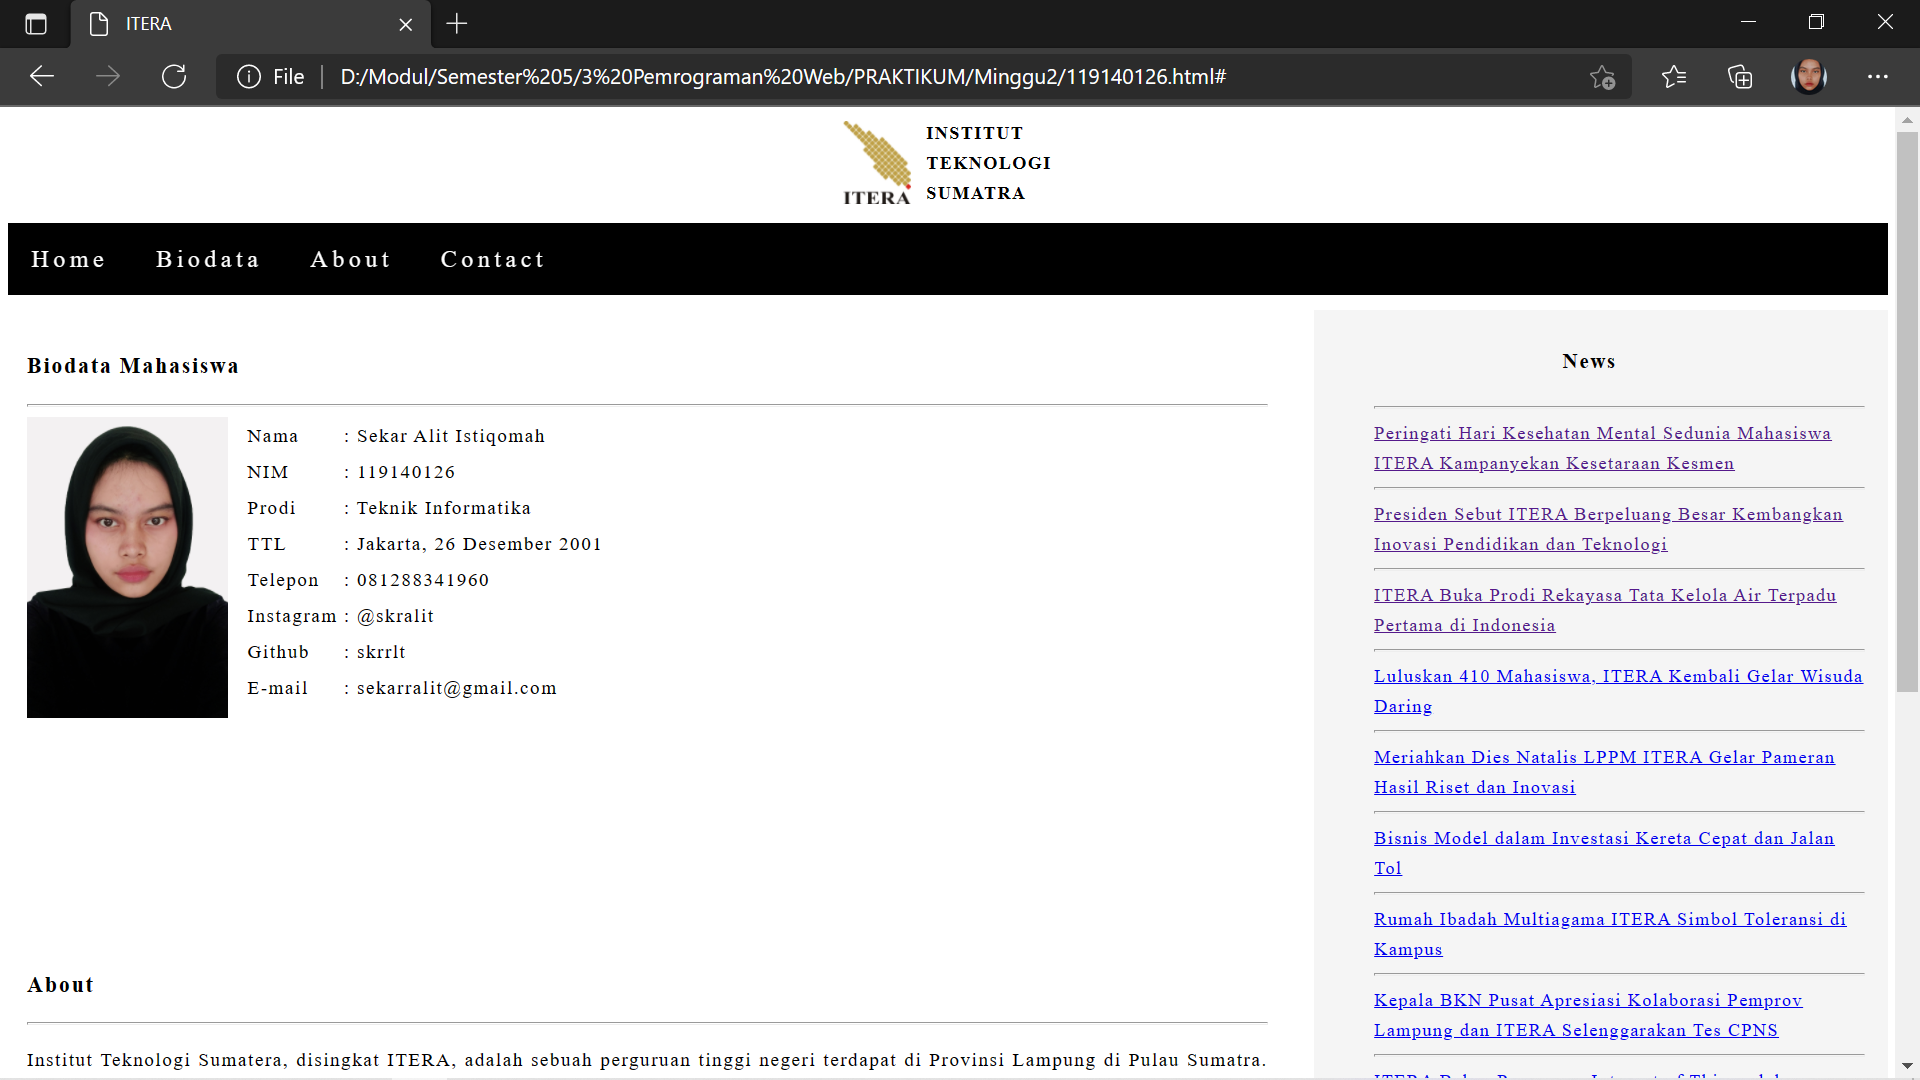 ITERA
File
D:/Modul/Semester%205/3%20Pemrograman%20Web/PRAKTIKUM/Minggu2/119140126.html#
ITERA
INSTITUT
TEKNOLOGI
SUMATRA
Home Biodata About Contact
Biodata Mahasiswa
Nama : Sekar Alit Istiqomah
NIM : 119140126
Prodi : Teknik Informatika
TTL : Jakarta, 26 Desember 2001
Telepon : 081288341960
Instagram : @skralit
Github : skrrlt
E-mail : sekarralit@gmail.com
About
Institut Teknologi Sumatera, disingkat ITERA, adalah sebuah perguruan tinggi negeri terdapat di Provinsi Lampung di Pulau Sumatra.
News
Peringati Hari Kesehatan Mental Sedunia Mahasiswa
ITERA Kampanyekan Kesetaraan Kesmen
Presiden Sebut ITERA Berpeluang Besar Kembangkan
Inovasi Pendidikan dan Teknologi
ITERA Buka Prodi Rekayasa Tata Kelola Air Terpadu
Pertama di Indonesia
Luluskan 410 Mahasiswa, ITERA Kembali Gelar Wisuda
Daring
Meriahkan Dies Natalis LPPM ITERA Gelar Pameran
Hasil Riset dan Inovasi
Bisnis Model dalam Investasi Kereta Cepat dan Jalan
Tol
Rumah Ibadah Multiagama ITERA Simbol Toleransi di
Kampus
Kepala BKN Pusat Apresiasi Kolaborasi Pemprov
Lampung dan ITERA Selenggarakan Tes CPNS